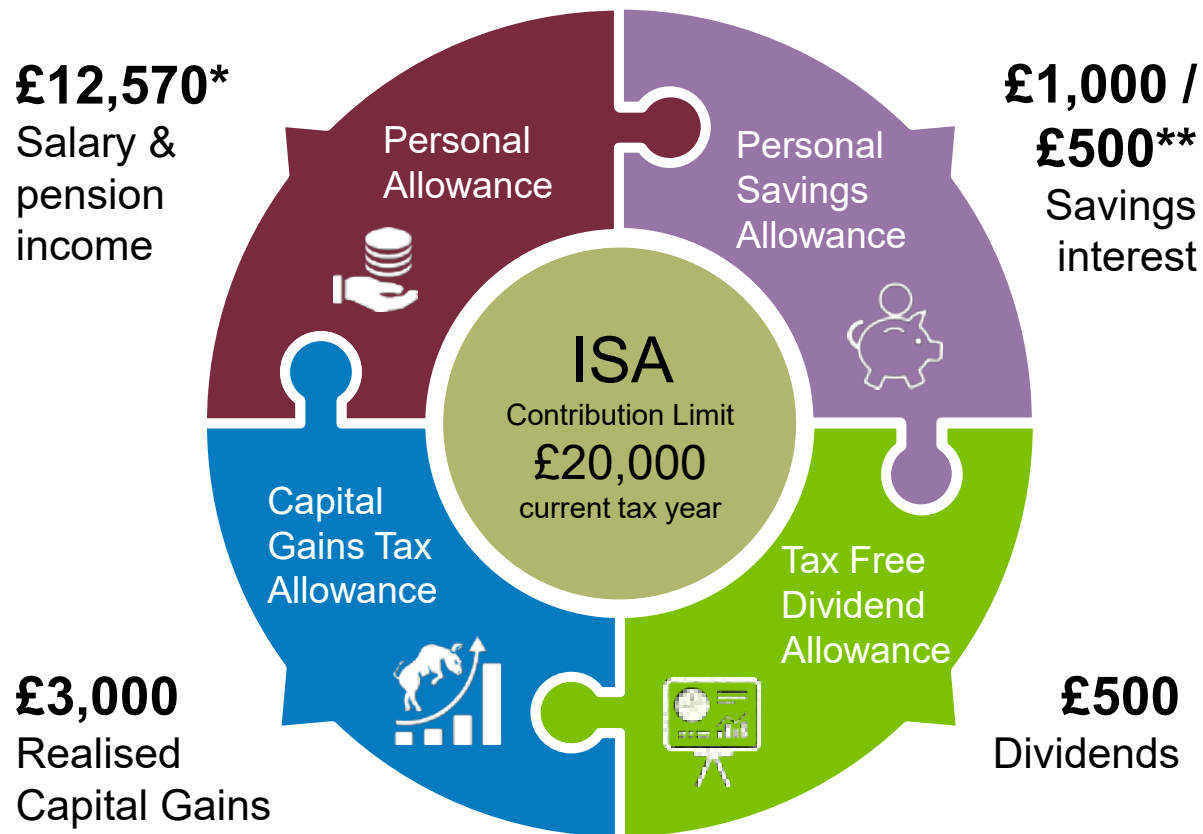 £12,570*
Salary &
pension
income
Personal
Allowance
Personal
Savings
Allowance
£1,000 /
£500**
Savings
interest
ISA
Contribution Limit
£20,000
current tax year
Capital
Gains Tax
Allowance
Tax Free
Dividend
Allowance
£3,000
Realised
Capital Gains
£500
Dividends